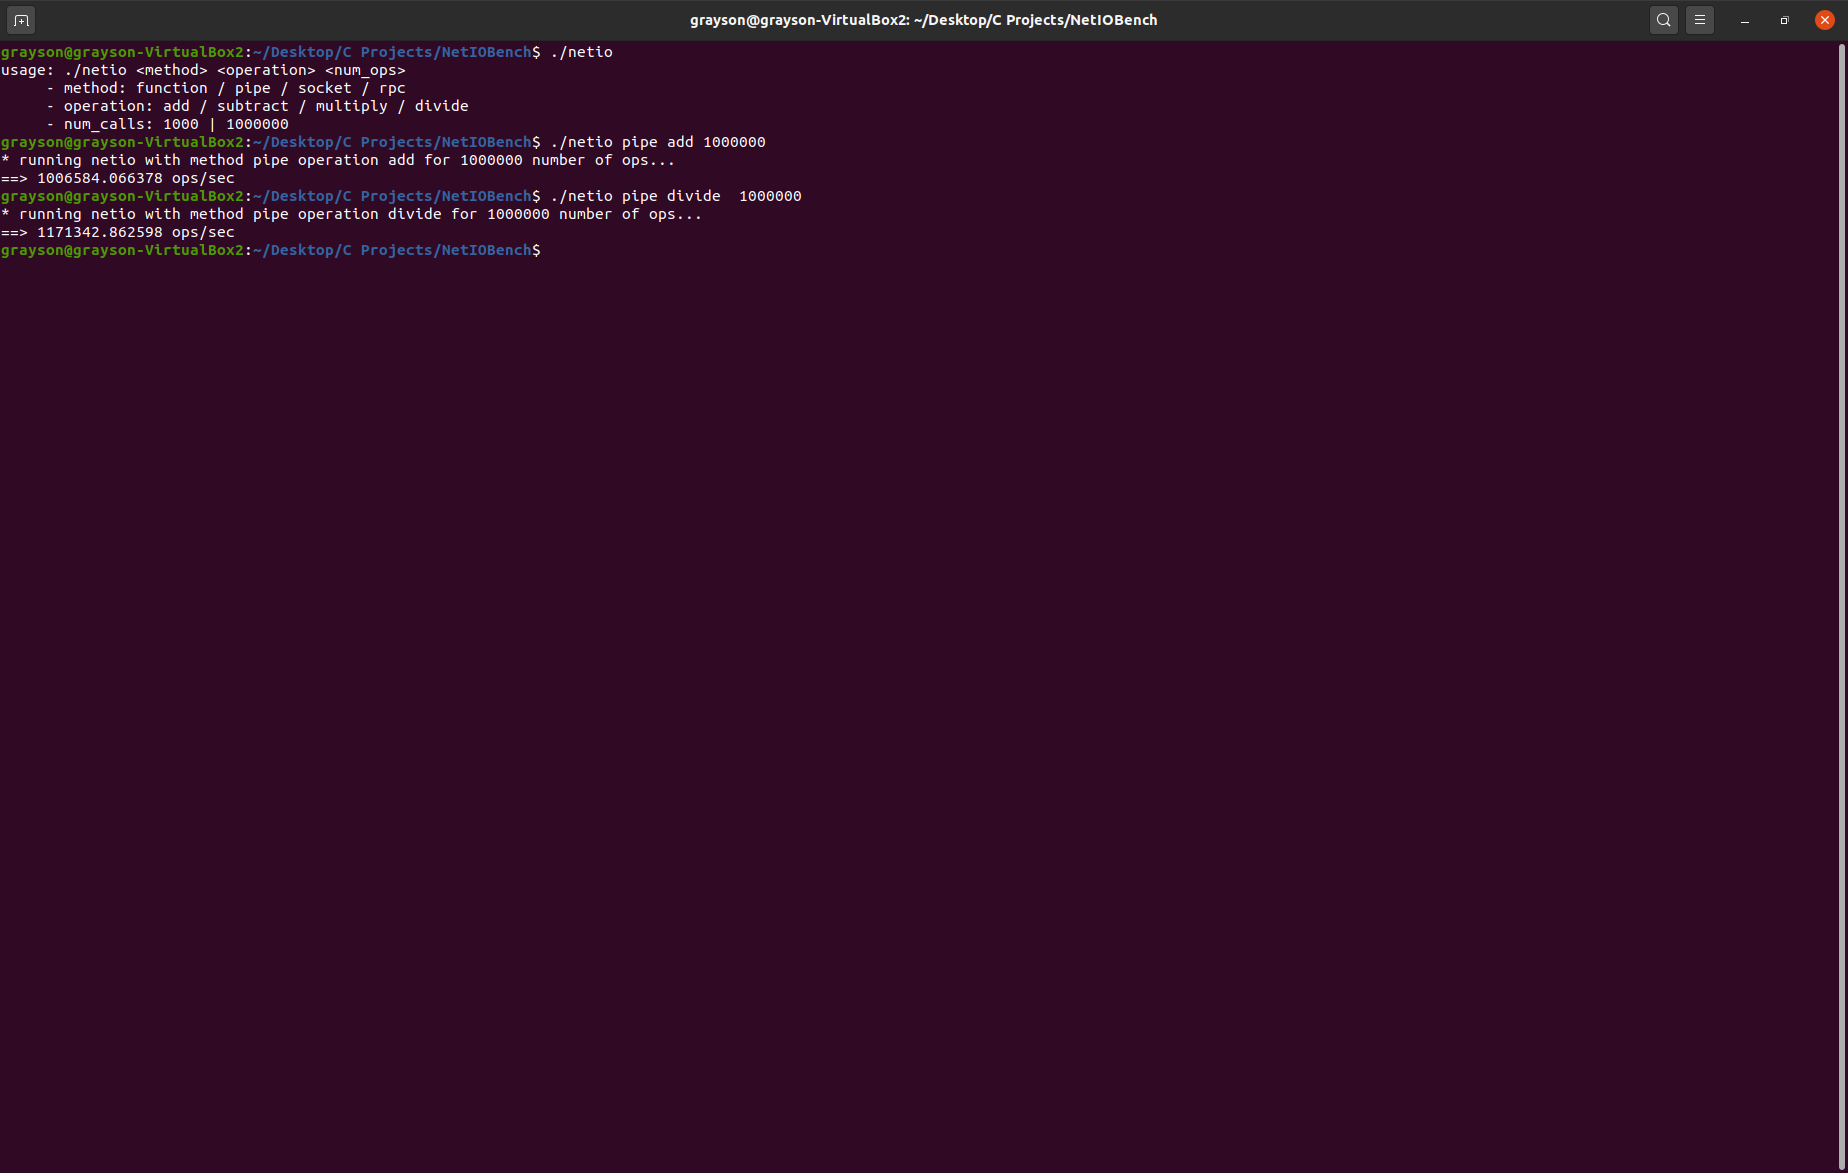 grayson@grayson-VirtualBox2: ~/Desktop/C Projects/NetIOBench
grayson@grayson-VirtualBox2:~/Desktop/C Projects/NetIOBench$ ./netio
usage: ./netio <method> <operation> <num_ops>
     - method: function / pipe / socket / rpc
     - operation: add / subtract / multiply / divide
     - num_calls: 1000 | 1000000
grayson@grayson-VirtualBox2:~/Desktop/C Projects/NetIOBench$ ./netio pipe add 1000000
* running netio with method pipe operation add for 1000000 number of ops...
==> 1006584.066378 ops/sec
grayson@grayson-VirtualBox2:~/Desktop/C Projects/NetIOBench$ ./netio pipe divide  1000000
* running netio with method pipe operation divide for 1000000 number of ops...
==> 1171342.862598 ops/sec
grayson@grayson-VirtualBox2:~/Desktop/C Projects/NetIOBench$